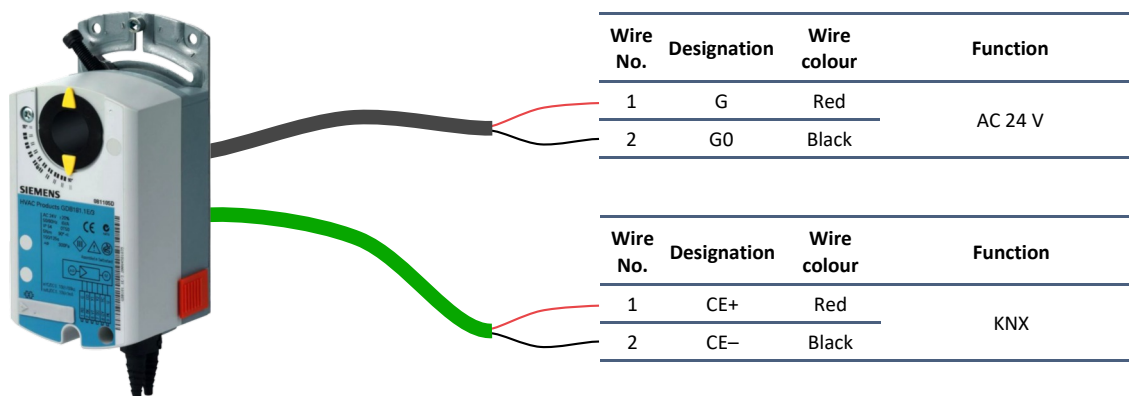 Wire No. Designation Wire colour Function
1 G Red AC 24 V
2 G0 Black
SIEMENS
HVAC Products
Wire No. Designation Wire colour Function
1 CE+ Red KNX
2 CE– Black